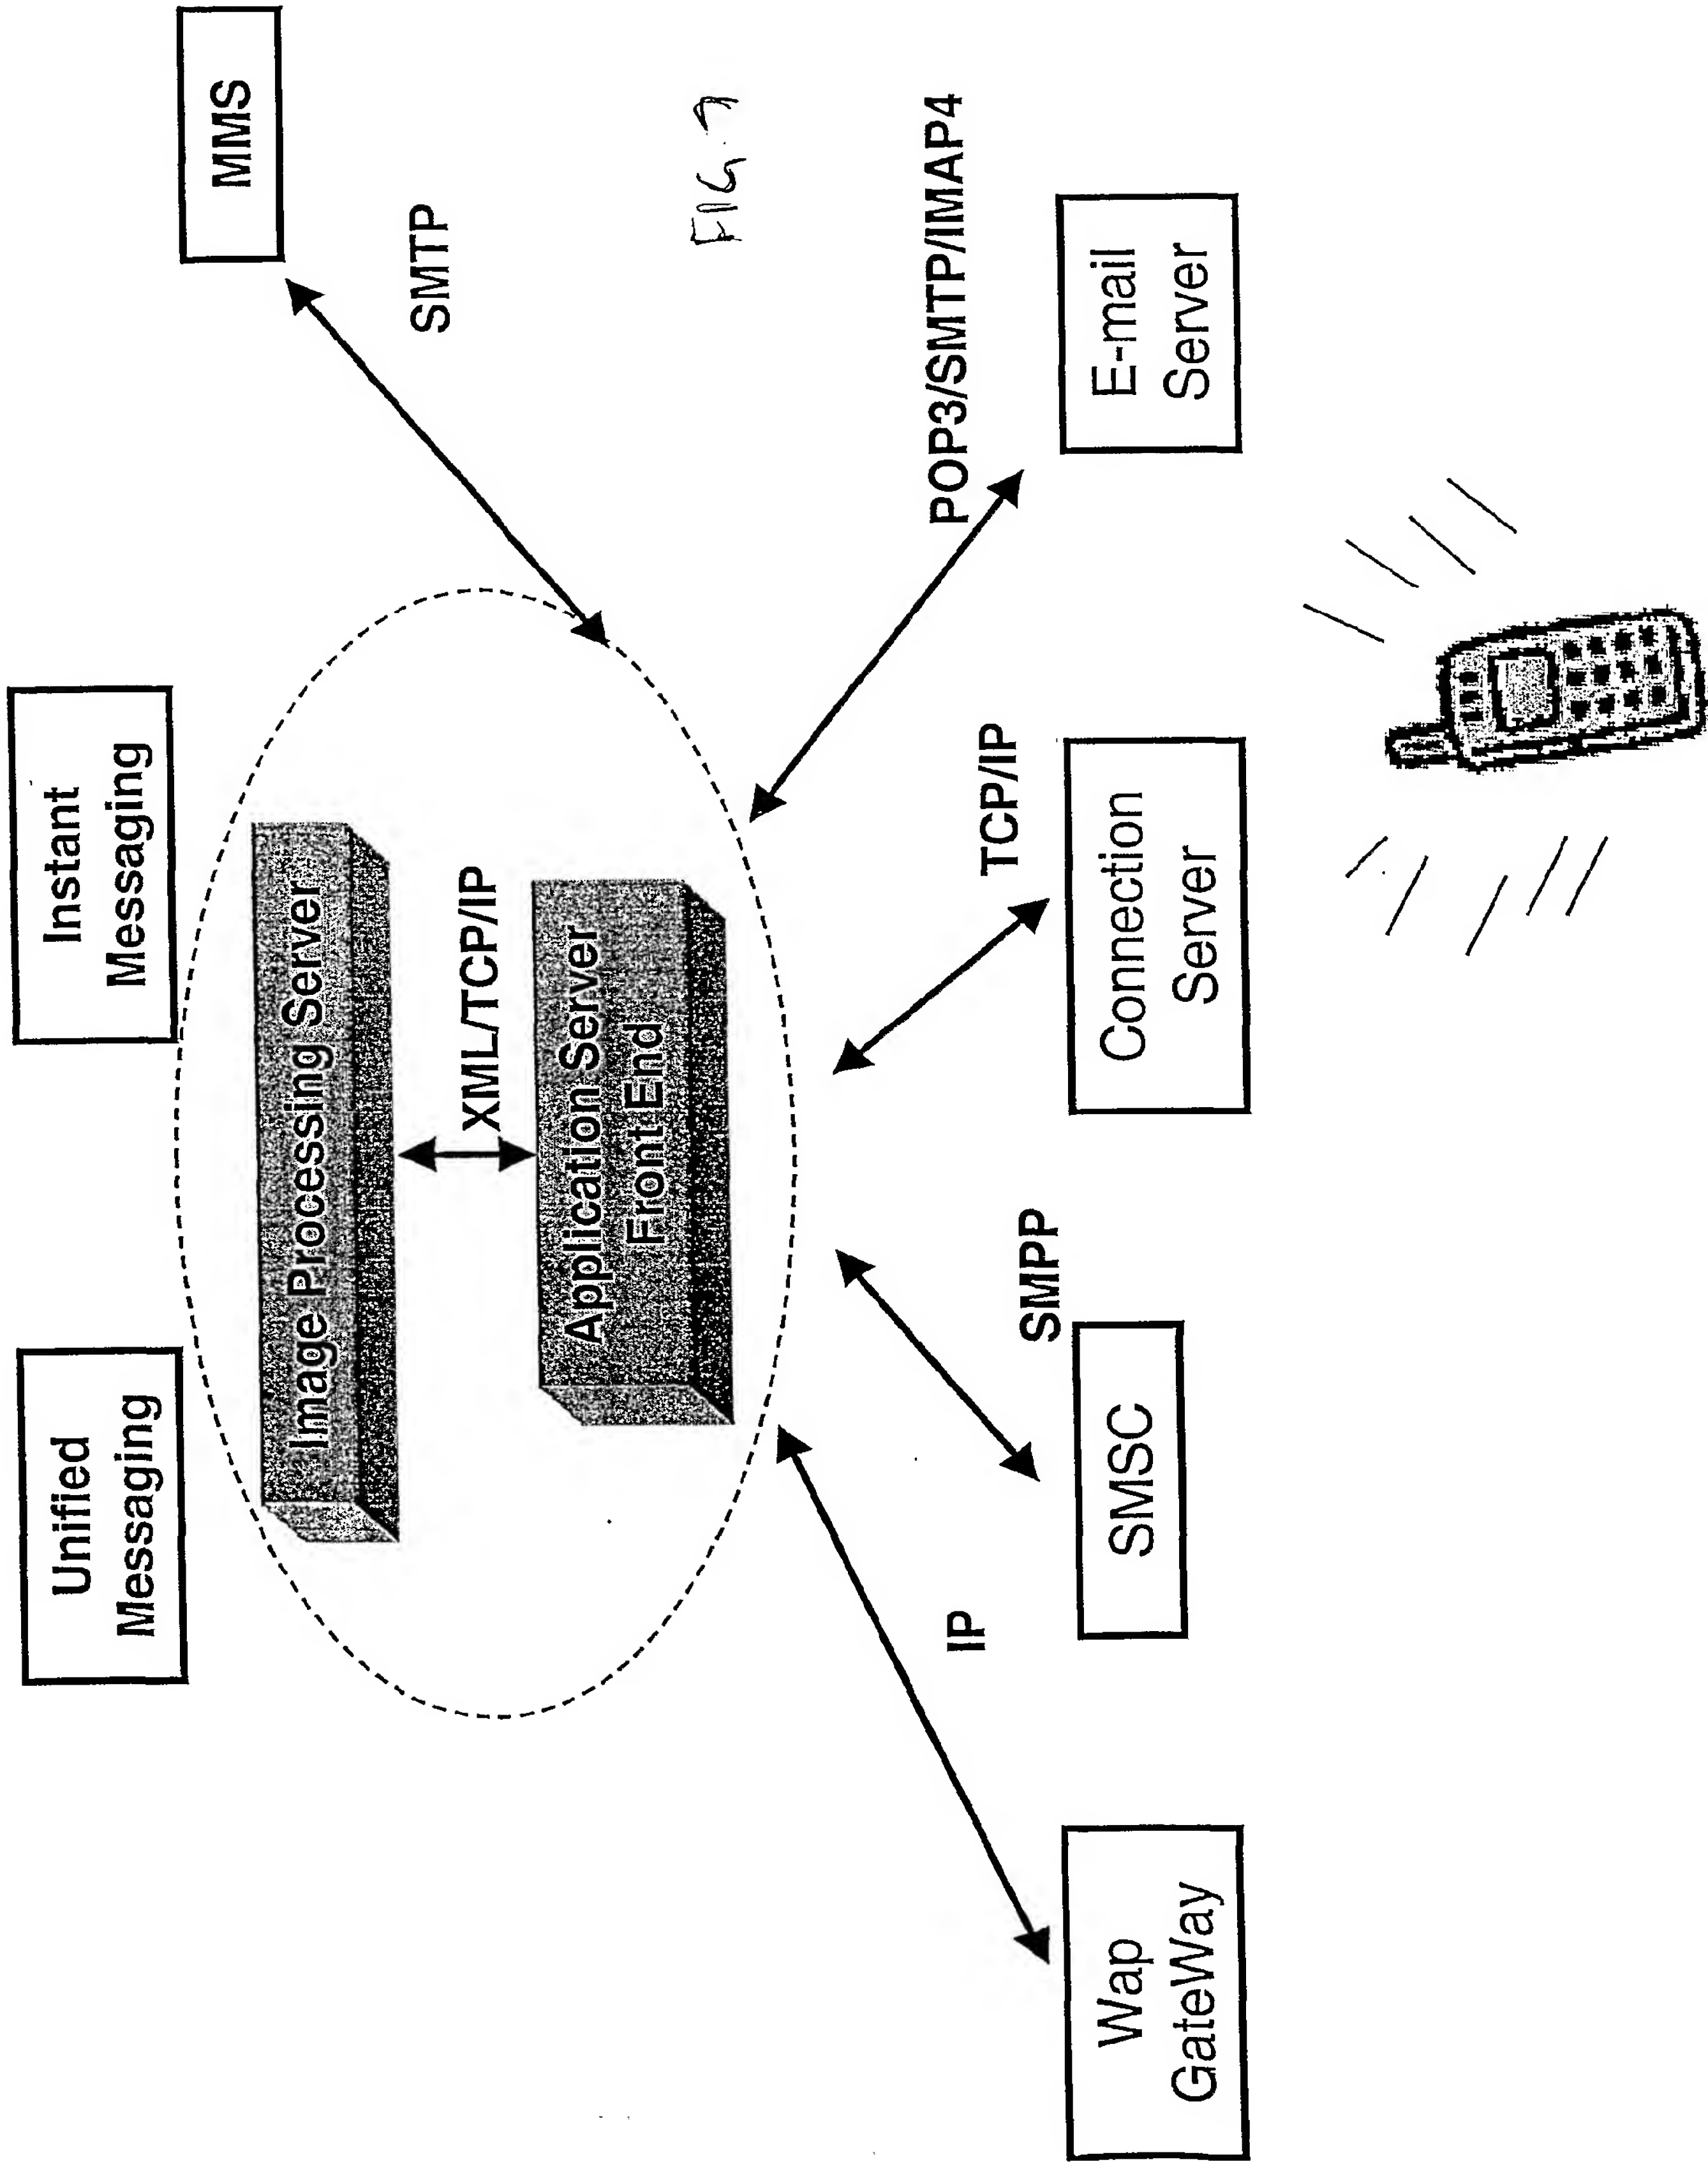 Unified
Messaging
Instant
Messaging
MMS
Image Processing Server
SMTP
XML/TCP/IP
Application Server
Front End
FIG. 7
IP
SMPP
TCP/IP
POP3/SMTP/IMAP4
Wap
GateWay
SMSC
Connection
Server
E-mail
Server